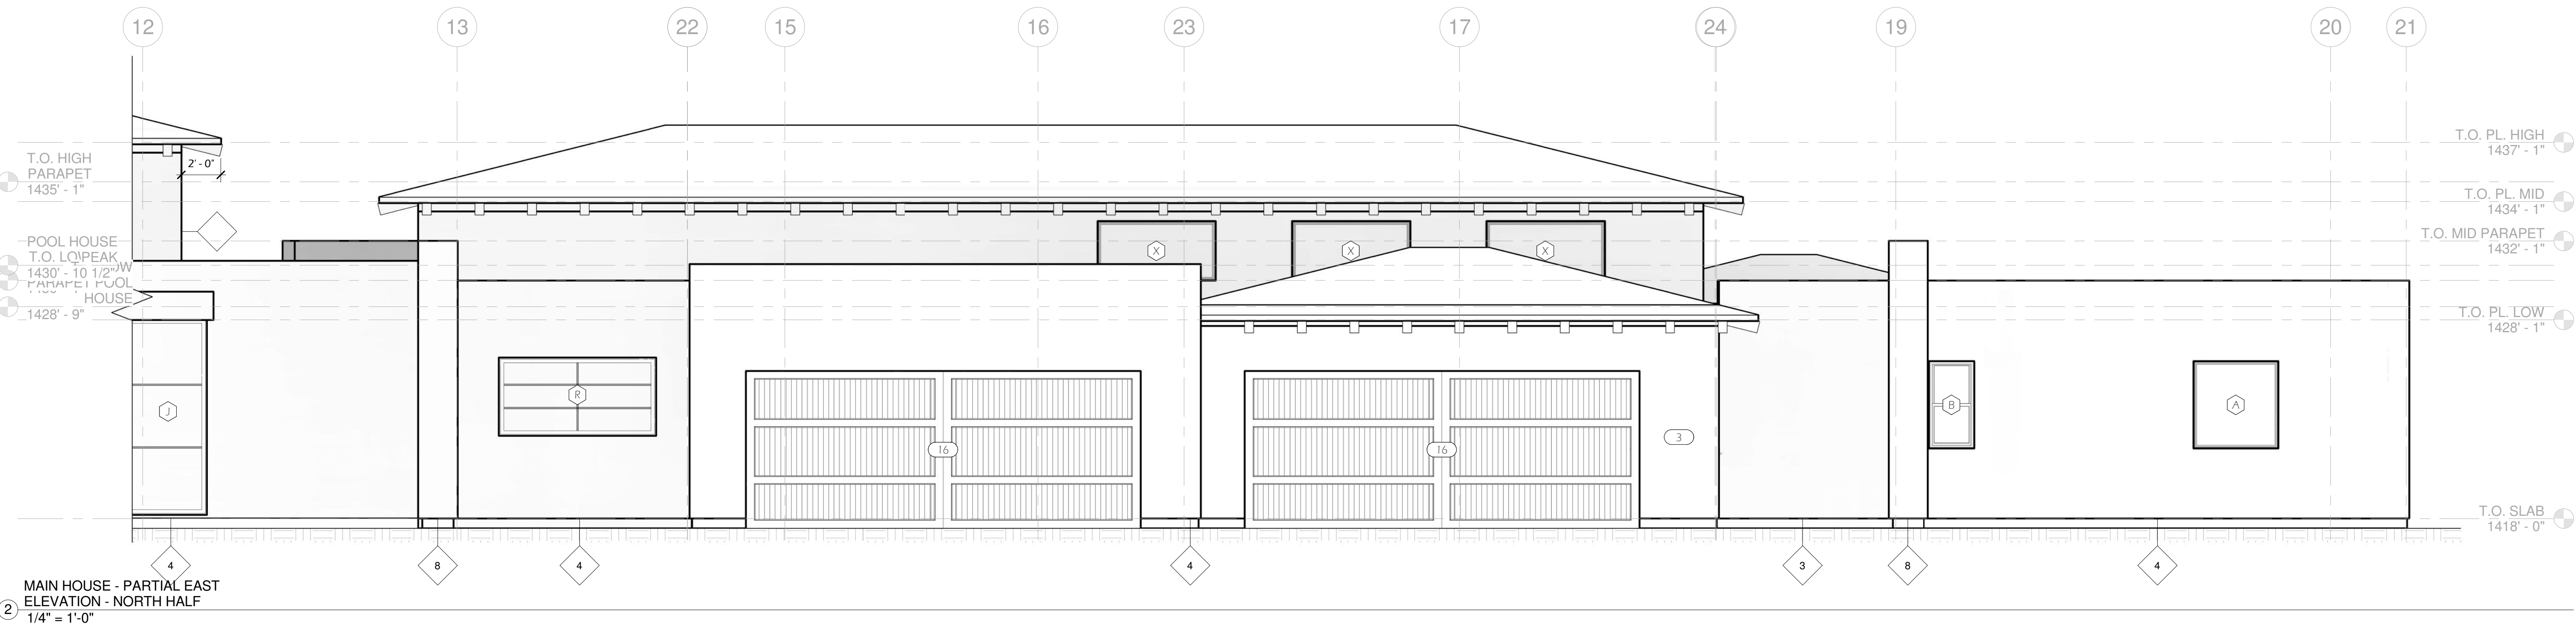 12 13 22 15 16 23 17 24 19 20 21
T.O. HIGH
PARAPET
1435' - 1"
2' - 0"
T.O. PL. HIGH
1437' - 1"
T.O. PL. MID
1434' - 1"
T.O. MID PARAPET
1432' - 1"
POOL HOUSE
PEAK
1430' - 10 1/2"
PARAPET POOL
HOUSE
1428' - 9"
X X X
T.O. PL. LOW
1428' - 1"
J R B A
16 16 3
T.O. SLAB
1418' - 0"
4 8 4 4 3 8 4
MAIN HOUSE - PARTIAL EAST
ELEVATION - NORTH HALF
2
1/4" = 1'-0"